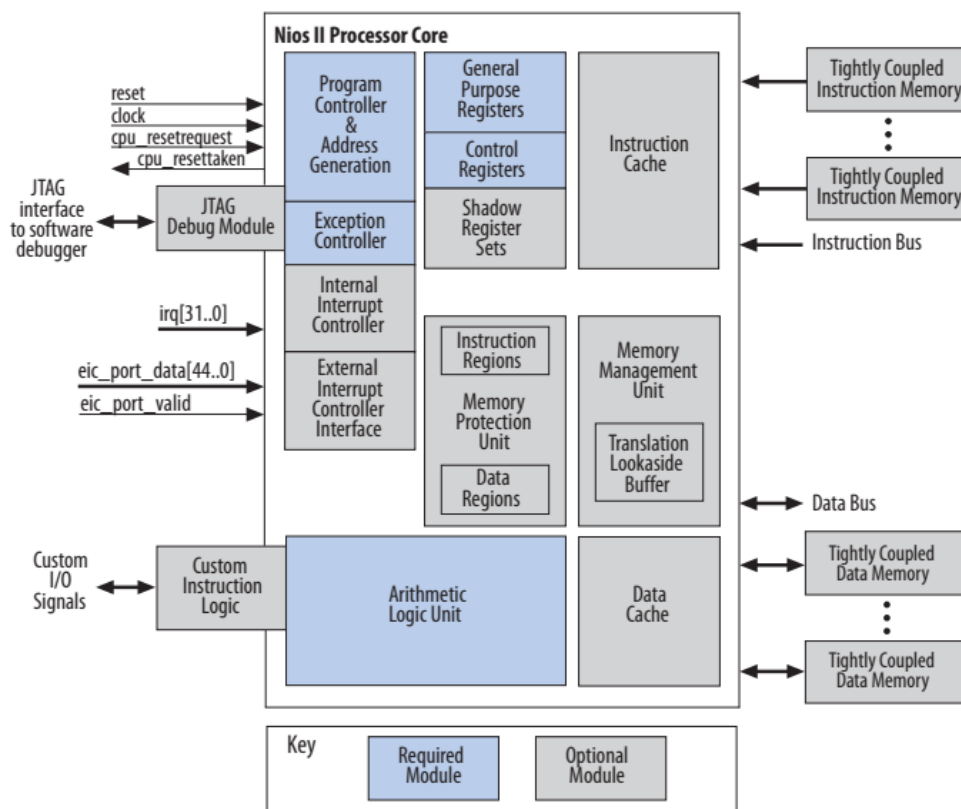 Nios II Processor Core
reset
clock
cpu_resetrequest
cpu_resettaken
JTAG
interface
to software
debugger
JTAG
Debug Module
irq[31..0]
eic_port_data[44..0]
eic_port_valid
Custom
I/O
Signals
Custom
Instruction
Logic
Program
Controller
&
Address
Generation
Exception
Controller
Internal
Interrupt
Controller
External
Interrupt
Controller
Interface
General
Purpose
Registers
Control
Registers
Shadow
Register
Sets
Instruction
Cache
Instruction
Regions
Memory
Protection
Unit
Data
Regions
Memory
Management
Unit
Translation
Lookaside
Buffer
Arithmetic
Logic Unit
Data
Cache
Tightly Coupled
Instruction Memory
Tightly Coupled
Instruction Memory
Instruction Bus
Data Bus
Tightly Coupled
Data Memory
Tightly Coupled
Data Memory
Key
Required
Module
Optional
Module